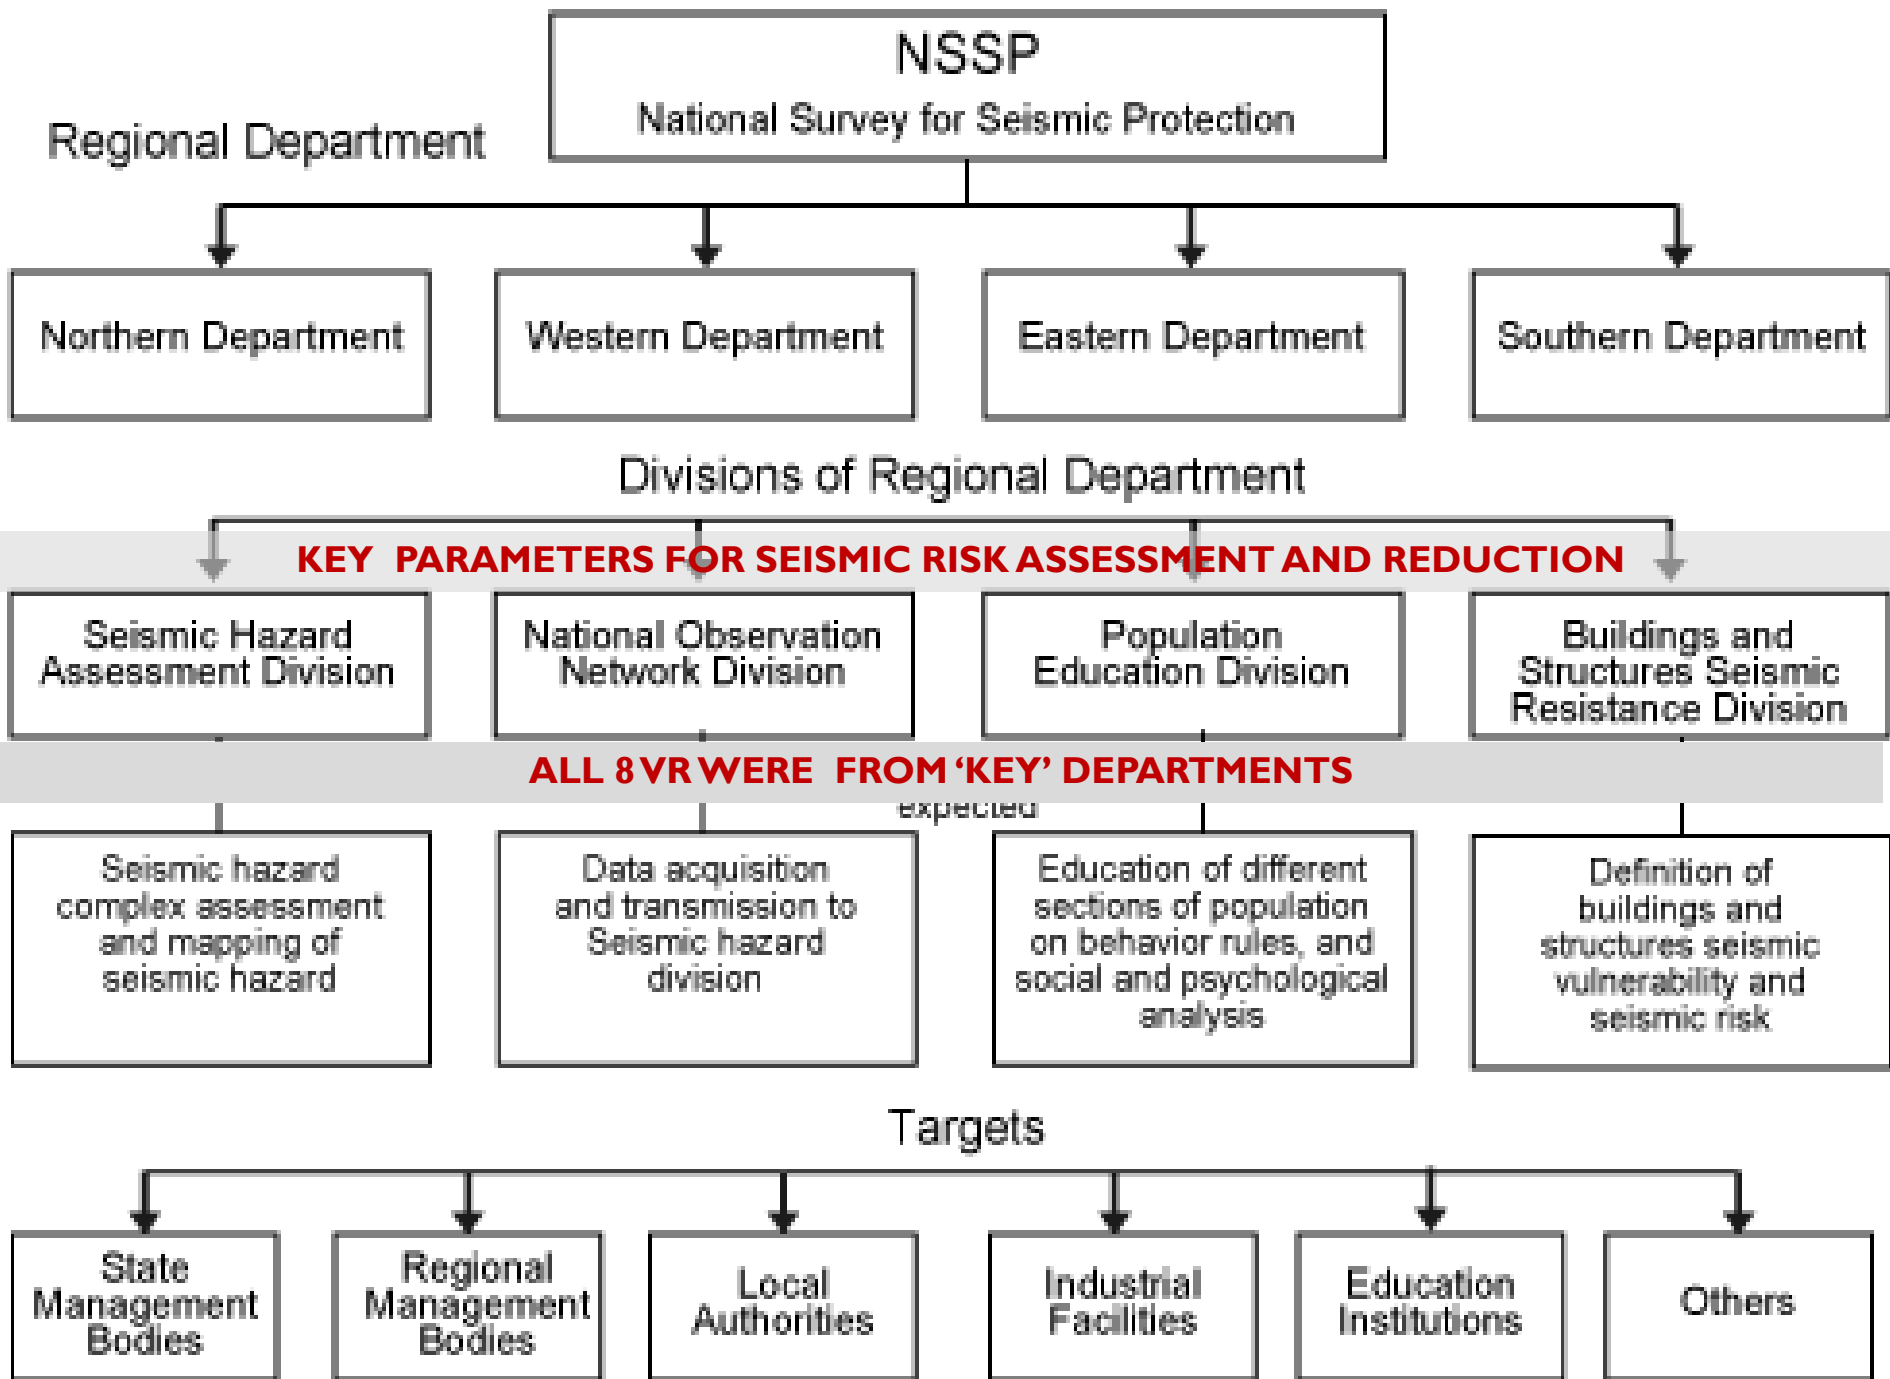 NSSP
National Survey for Seismic Protection
Regional Department
Northern Department
Western Department
Eastern Department
Southern Department
Divisions of Regional Department
KEY PARAMETERS FOR SEISMIC RISK ASSESSMENT AND REDUCTION
Seismic Hazard
Assessment Division
National Observation
Network Division
Population
Education Division
Buildings and
Structures Seismic
Resistance Division
ALL 8 VR WERE FROM ‘KEY’ DEPARTMENTS
expected
Seismic hazard
complex assessment
and mapping of
seismic hazard
Data acquisition
and transmission to
Seismic hazard
division
Education of different
sections of population
on behavior rules, and
social and psychological
analysis
Definition of
buildings and
structures seismic
vulnerability and
seismic risk
Targets
State
Management
Bodies
Regional
Management
Bodies
Local
Authorities
Industrial
Facilities
Education
Institutions
Others